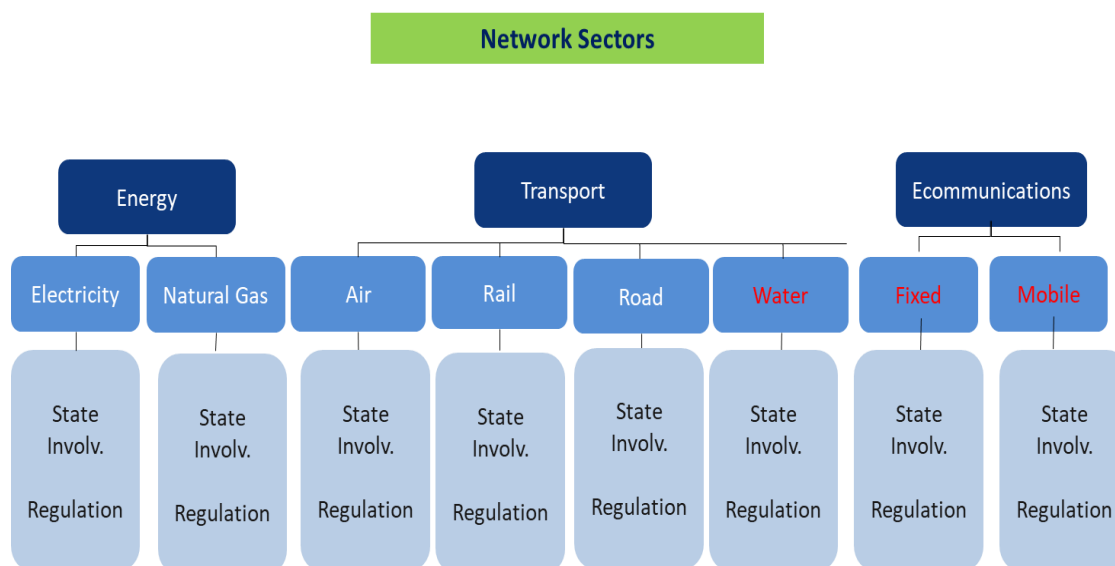 Network Sectors
Energy
Transport
Ecommunications
Electricity
Natural Gas
Air
Rail
Road
Water
Fixed
Mobile
State
Involv.
Regulation
State
Involv.
Regulation
State
Involv.
Regulation
State
Involv.
Regulation
State
Involv.
Regulation
State
Involv.
Regulation
State
Involv.
Regulation
State
Involv.
Regulation